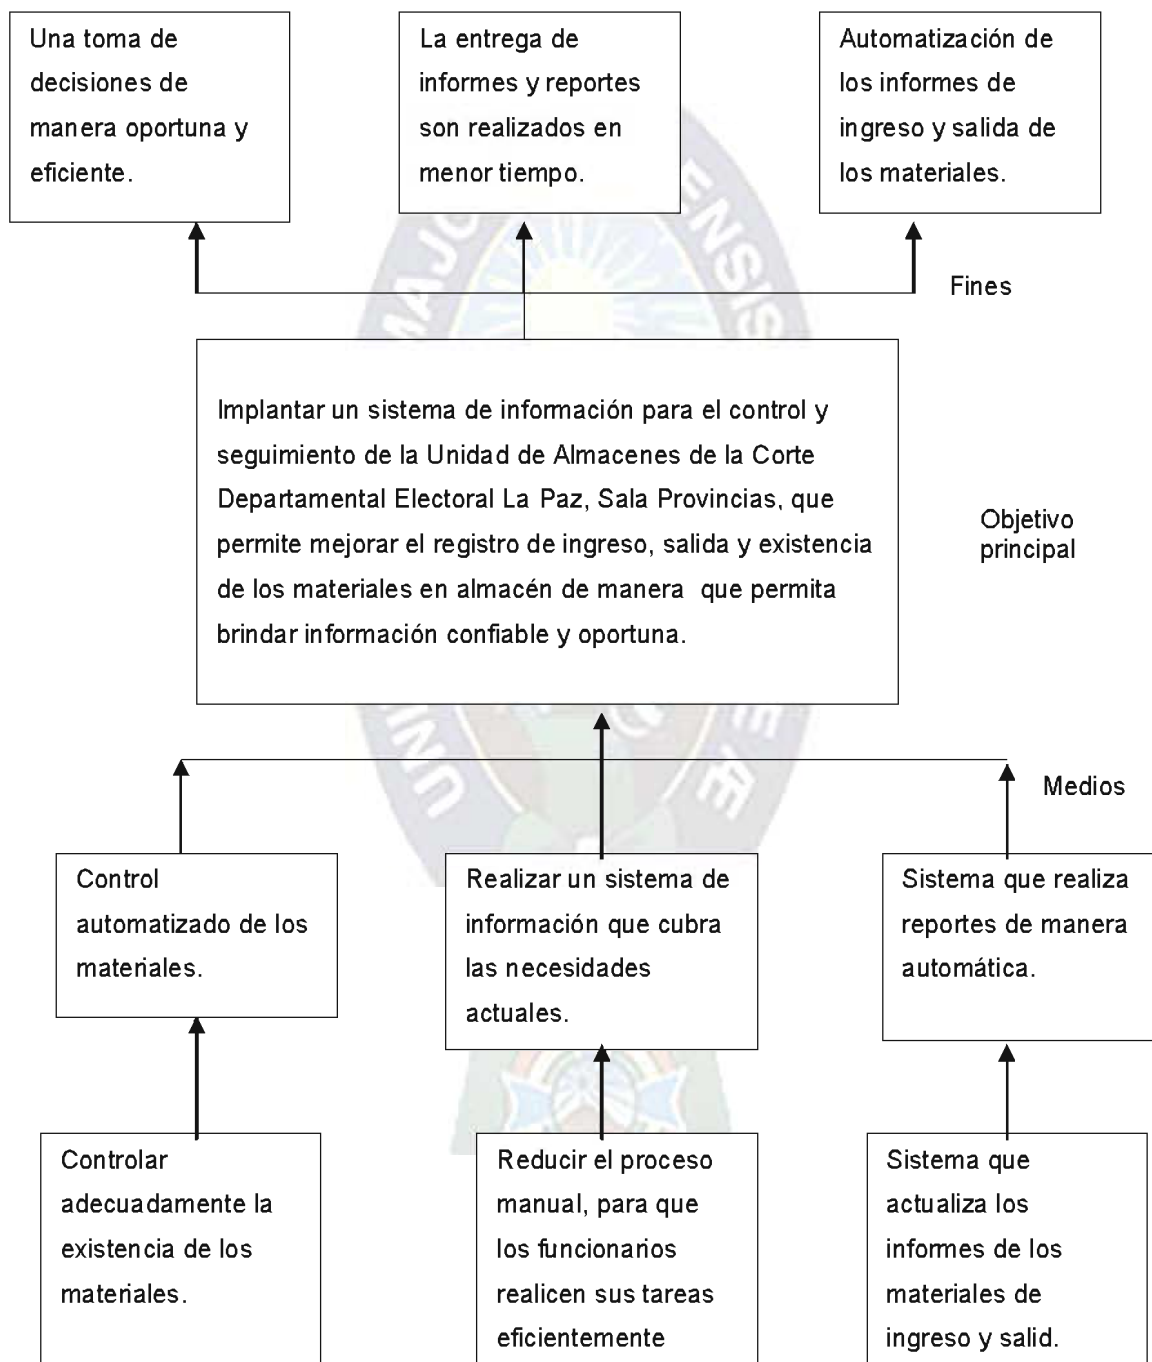 Una toma de
decisiones de
manera oportuna y
eficiente.
La entrega de
informes y reportes
son realizados en
menor tiempo.
Automatización de
los informes de
ingreso y salida de
los materiales.
Fines
Implantar un sistema de información para el control y
seguimiento de la Unidad de Almacenes de la Corte
Departamental Electoral La Paz, Sala Provincias, que
permite mejorar el registro de ingreso, salida y existencia
de los materiales en almacén de manera que permita
brindar información confiable y oportuna.
Objetivo
principal
Medios
Control
automatizado de los
materiales.
Realizar un sistema de
información que cubra
las necesidades
actuales.
Sistema que realiza
reportes de manera
automática.
Controlar
adecuadamente la
existencia de los
materiales.
Reducir el proceso
manual, para que
los funcionarios
realicen sus tareas
eficientemente
Sistema que
actualiza los
informes de los
materiales de
ingreso y salid.